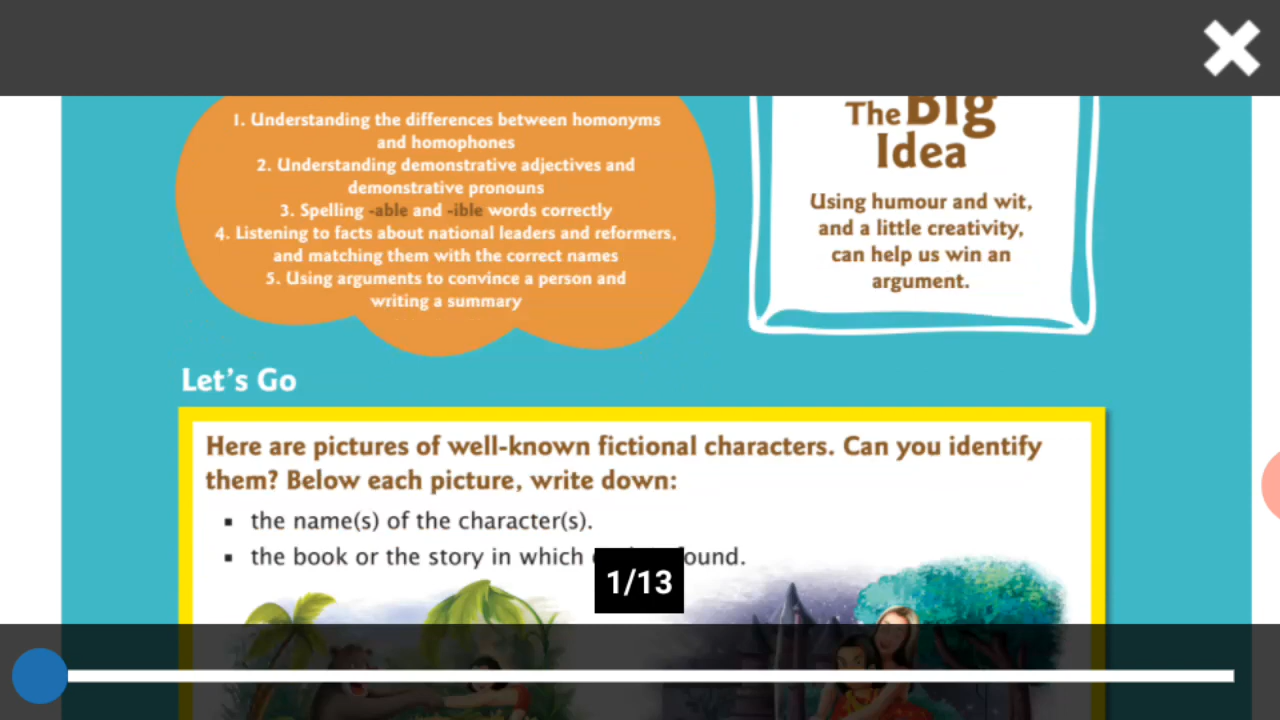 1. Understanding the differences between homonyms
and homophones
2. Understanding demonstrative adjectives and
demonstrative pronouns
3. Spelling -able and -ible words correctly
4. Listening to facts about national leaders and reformers,
and matching them with the correct names
5. Using arguments to convince a person and
writing a summary
The Big
Idea
Using humour and wit,
and a little creativity,
can help us win an
argument.
Let's Go
Here are pictures of well-known fictional characters. Can you identify
them? Below each picture, write down:
▪ the name(s) of the character(s).
▪ the book or the story in which ound.
1/13